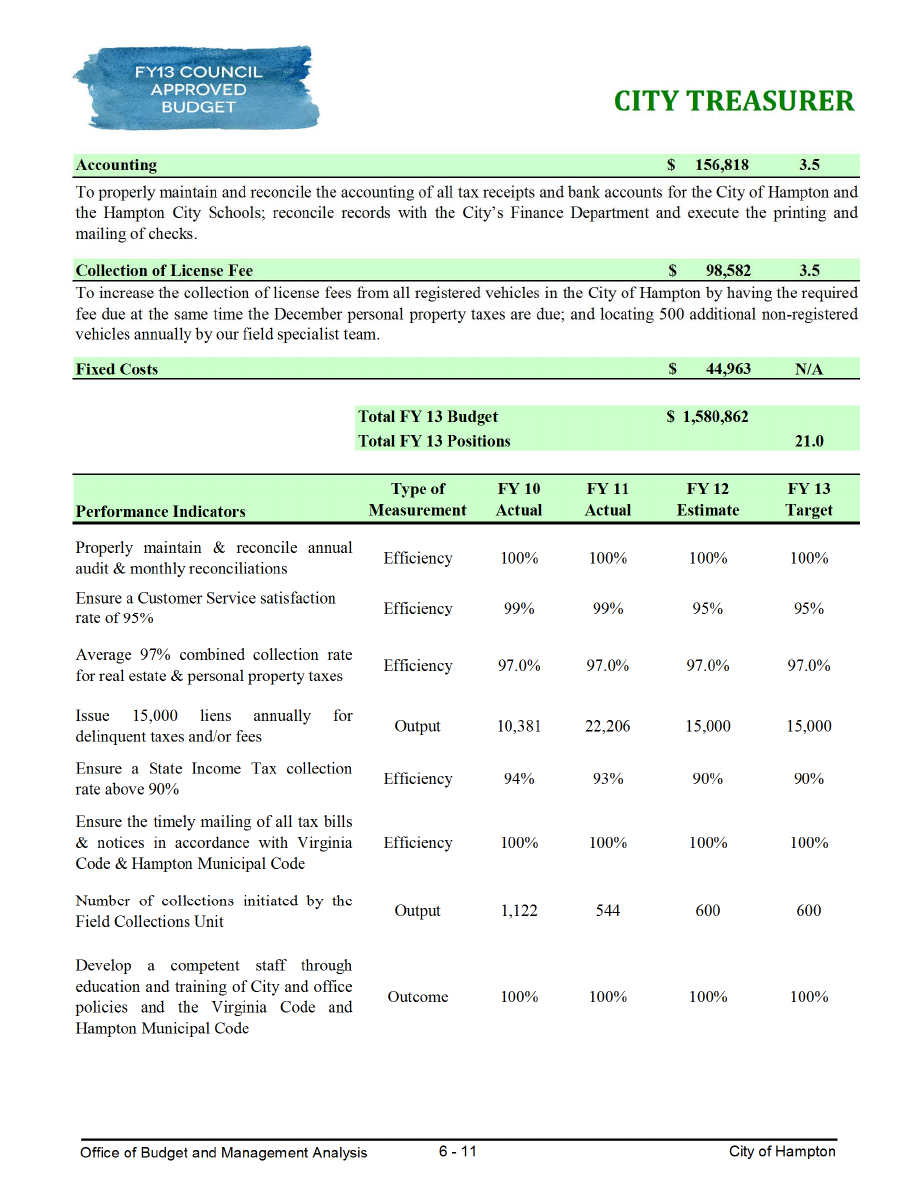 FY13 COUNCIL
APPROVED
BUDGET
CITY TREASURER
Accounting $ 156,818 3.5
To properly maintain and reconcile the accounting of all tax receipts and bank accounts for the City of Hampton and
the Hampton City Schools; reconcile records with the City's Finance Department and execute the printing and
mailing of checks.
Collection of License Fee $ 98,582 3.5
To increase the collection of license fees from all registered vehicles in the City of Hampton by having the required
fee due at the same time the December personal property taxes are due; and locating 500 additional non-registered
vehicles annually by our field specialist team.
Fixed Costs $ 44,963 N/A
Total FY 13 Budget $ 1,580,862
Total FY 13 Positions 21.0
Type of FY 10 FY 11 FY 12 FY 13
Performance Indicators Measurement Actual Actual Estimate Target
Properly maintain & reconcile annual
audit & monthly reconciliations
Efficiency 100% 100% 100% 100%
Ensure a Customer Service satisfaction
rate of 95%
Efficiency 99% 99% 95% 95%
Average 97% combined collection rate
for real estate & personal property taxes
Efficiency 97.0% 97.0% 97.0% 97.0%
Issue 15,000 liens annually for
delinquent taxes and/or fees
Output 10,381 22,206 15,000 15,000
Ensure a State Income Tax collection
rate above 90%
Efficiency 94% 93% 90% 90%
Ensure the timely mailing of all tax bills
& notices in accordance with Virginia
Code & Hampton Municipal Code
Efficiency 100% 100% 100% 100%
Number of collections initiated by the
Field Collections Unit
Output 1,122 544 600 600
Develop a competent staff through
education and training of City and office
policies and the Virginia Code and
Hampton Municipal Code
Outcome 100% 100% 100% 100%
Office of Budget and Management Analysis 6 - 11 City of Hampton